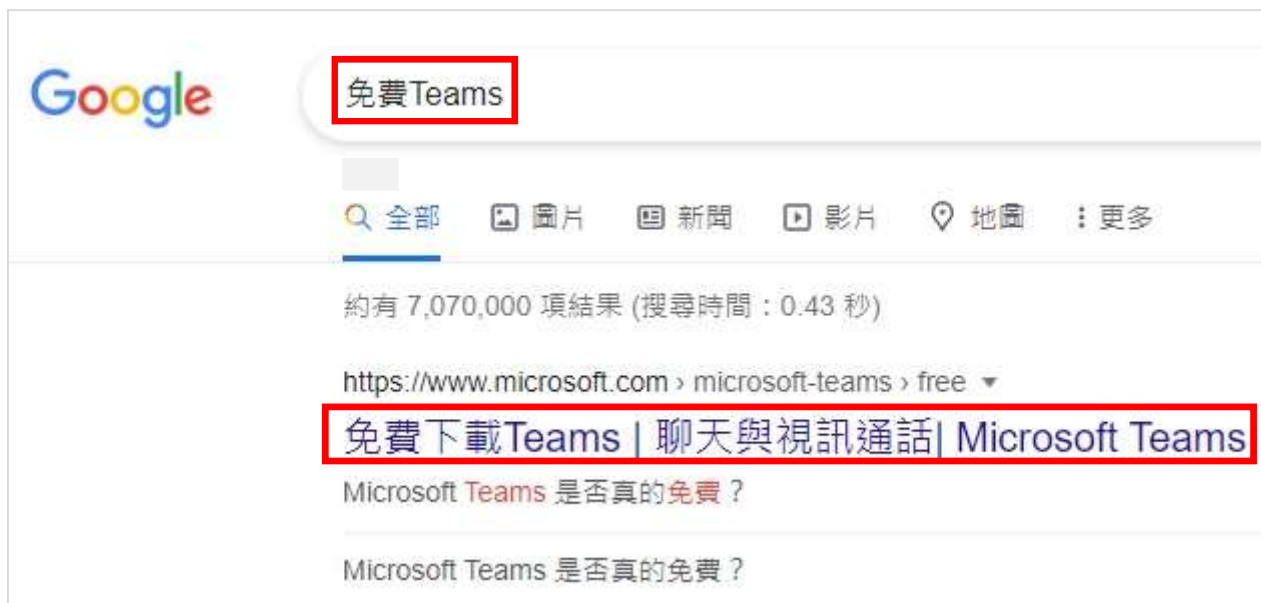 Google
免費Teams
全部 圖片 新聞 影片 地圖 更多
約有 7,070,000 項結果 (搜尋時間：0.43 秒)
https://www.microsoft.com › microsoft-teams › free
免費下載Teams | 聊天與視訊通話| Microsoft Teams
Microsoft Teams 是否真的免費？
Microsoft Teams 是否真的免費？